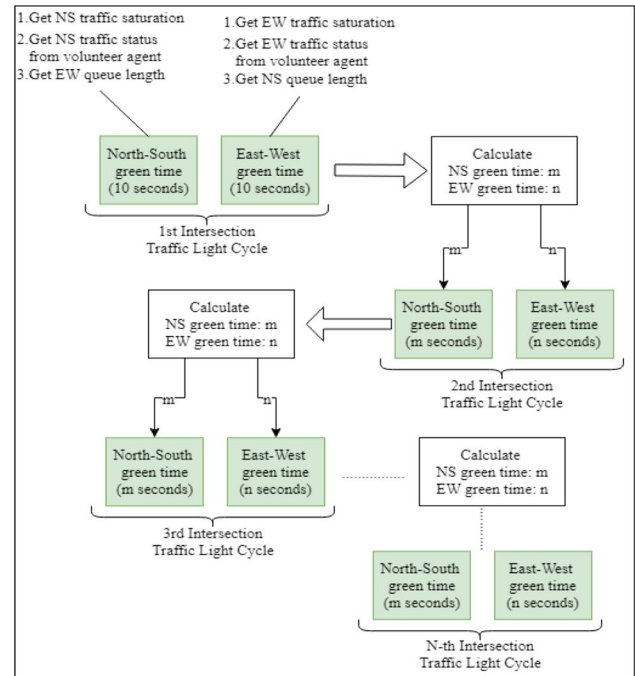 1.Get NS traffic saturation
2.Get NS traffic status
from volunteer agent
3.Get EW queue length
1.Get EW traffic saturation
2.Get EW traffic status
from volunteer agent
3.Get NS queue length
North-South
green time
(10 seconds)
East-West
green time
(10 seconds)
Calculate
NS green time: m
EW green time: n
1st Intersection
Traffic Light Cycle
m
n
North-South
green time
(m seconds)
East-West
green time
(n seconds)
Calculate
NS green time: m
EW green time: n
2nd Intersection
Traffic Light Cycle
m
n
North-South
green time
(m seconds)
East-West
green time
(n seconds)
Calculate
NS green time: m
EW green time: n
3rd Intersection
Traffic Light Cycle
North-South
green time
(m seconds)
East-West
green time
(n seconds)
N-th Intersection
Traffic Light Cycle